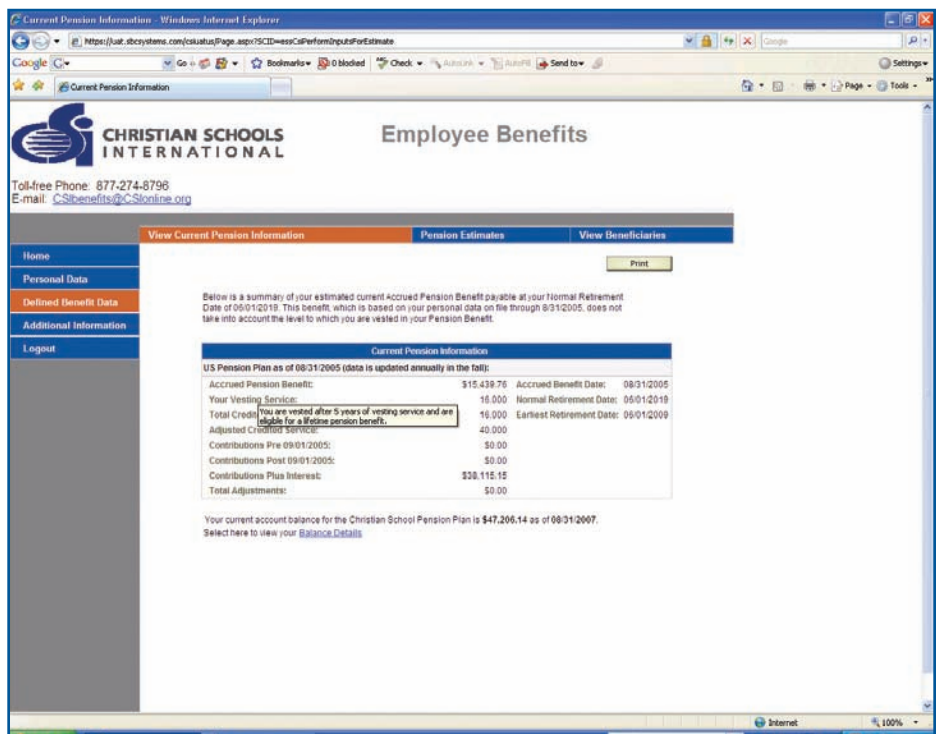 Current Pension Information - Windows Internet Explorer
https://uat.sbcsystems.com/csiuatus/Page.aspx?SCID=essCsiPerformInputsForEstimate
Google
Google G Go Bookmarks 0 blocked Check AutoLink AutoFill Send to Settings
Current Pension Information Page Tools
CHRISTIAN SCHOOLS
INTERNATIONAL
Employee Benefits
Toll-free Phone: 877-274-8796
E-mail: CSIbenefits@CSIonline.org
View Current Pension Information Pension Estimates View Beneficiaries
Home
Personal Data
Defined Benefit Data
Additional Information
Logout
Print
Below is a summary of your estimated current Accrued Pension Benefit payable at your Normal Retirement
Date of 06/01/2019. This benefit, which is based on your personal data on file through 8/31/2005, does not
take into account the level to which you are vested in your Pension Benefit.
Current Pension Information
US Pension Plan as of 08/31/2005 (data is updated annually in the fall):
Accrued Pension Benefit: $15,439.76 Accrued Benefit Date: 08/31/2005
Your Vesting Service: 16.000 Normal Retirement Date: 06/01/2019
Total Credi 16.000 Earliest Retirement Date: 06/01/2009
You are vested after 5 years of vesting service and are
eligible for a lifetime pension benefit.
Adjusted Credited Service: 40.000
Contributions Pre 09/01/2005: $0.00
Contributions Post 09/01/2005: $0.00
Contributions Plus Interest: $38,115.15
Total Adjustments: $0.00
Your current account balance for the Christian School Pension Plan is $47,206.14 as of 08/31/2007.
Select here to view your Balance Details
Internet 100%